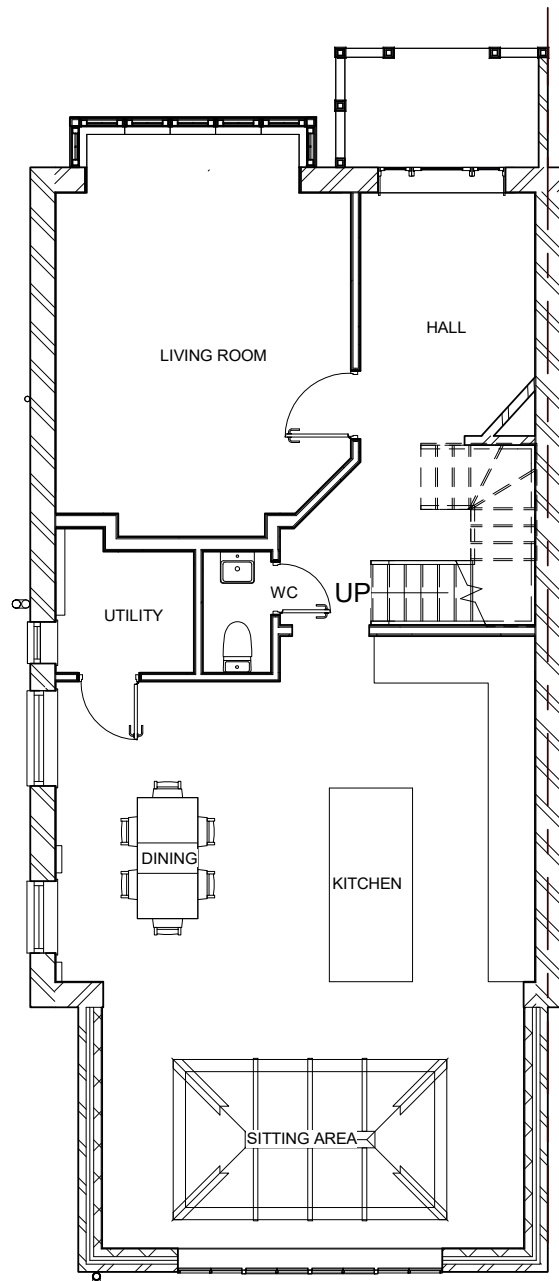 HALL
LIVING ROOM
WC
UP
UTILITY
DINING
KITCHEN
SITTING AREA